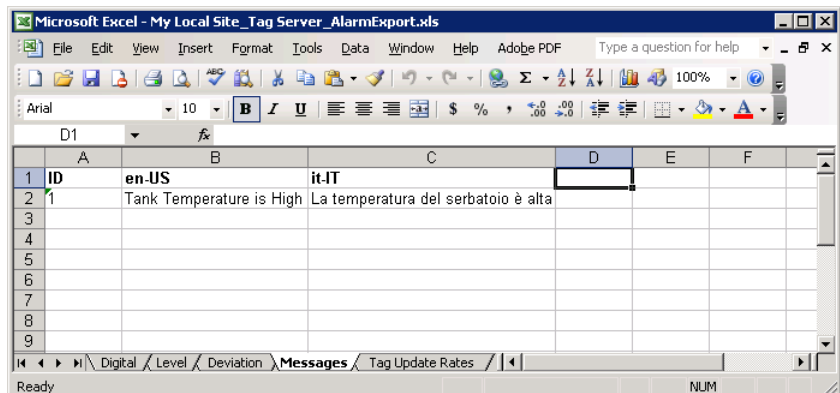 Microsoft Excel - My Local Site_Tag Server_AlarmExport.xls
File Edit View Insert Format Tools Data Window Help Adobe PDF Type a question for help
Σ 100%
Arial 10 B I U $ % ,
D1 fx
A B C D E F
1 ID en-US it-IT
2 1 Tank Temperature is High La temperatura del serbatoio è alta
3
4
5
6
7
8
9
Digital Level Deviation Messages Tag Update Rates
Ready NUM